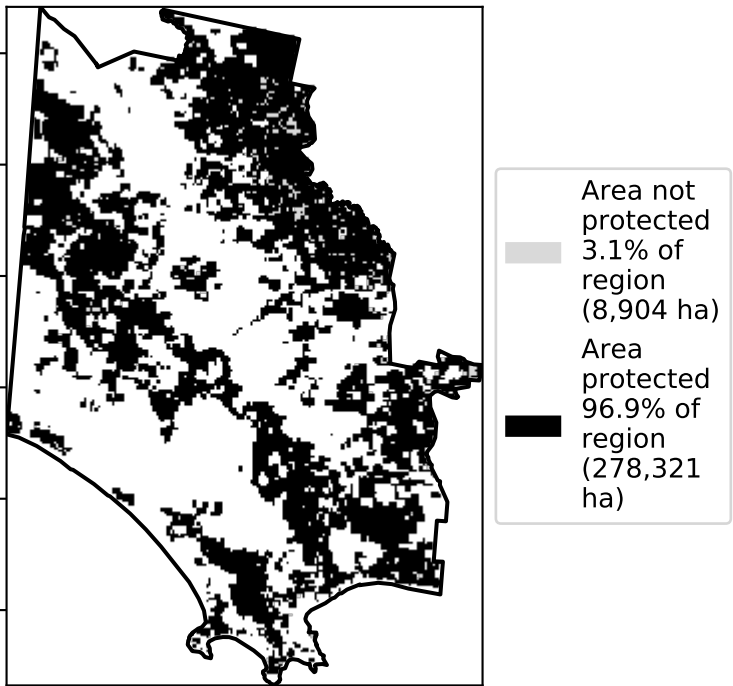 Area not
protected
3.1% of
region
(8,904 ha)
Area
protected
96.9% of
region
(278,321
ha)